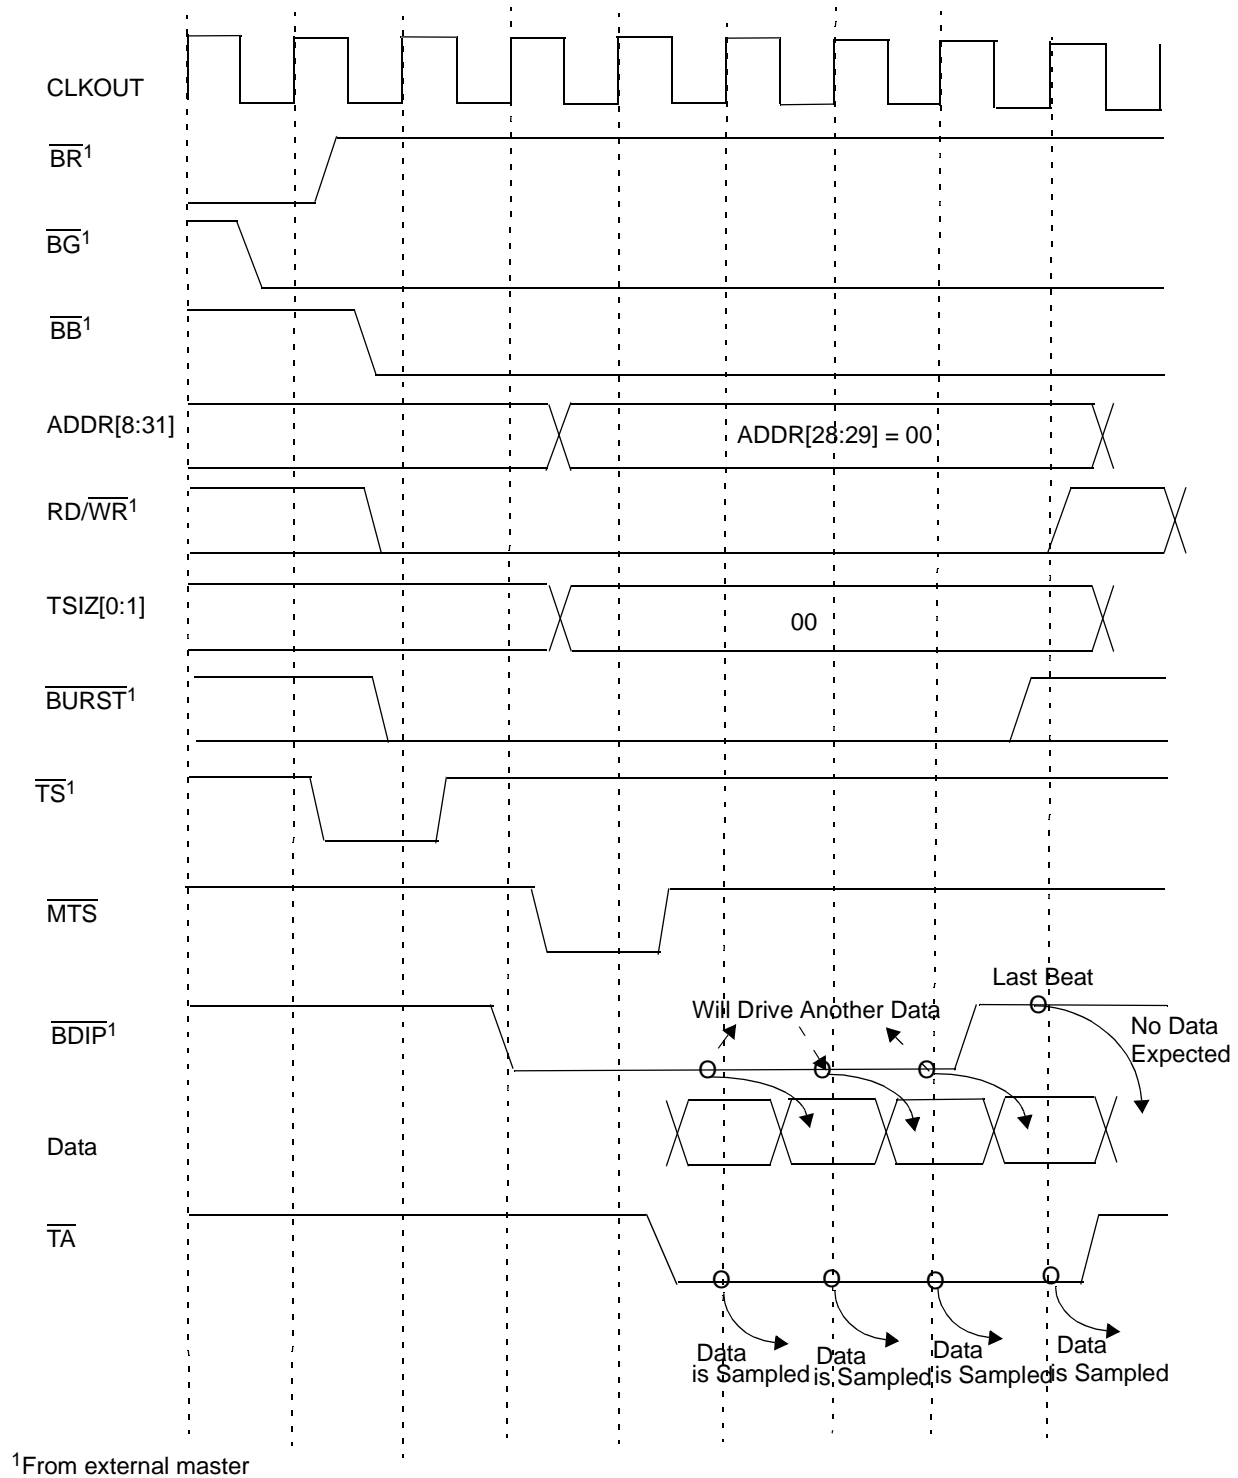 CLKOUT
BR1
BG1
BB1
ADDR[8:31]
ADDR[28:29] = 00
RD/WR1
TSIZ[0:1]
00
BURST1
TS1
MTS
Last Beat
Will Drive Another Data
BDIP1
No Data
Expected
Data
TA
Data
is Sampled
Data
is Sampled
Data
is Sampled
Data
is Sampled
1From external master